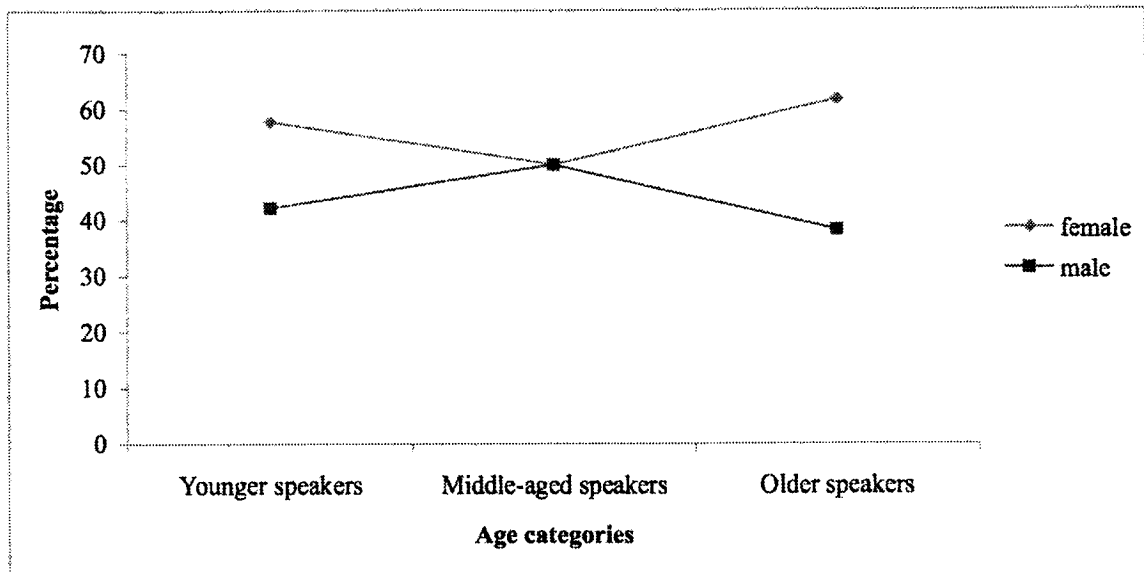 70
60
50
40
30
20
10
0
Percentage
Younger speakers
Middle-aged speakers
Older speakers
Age categories
female
male